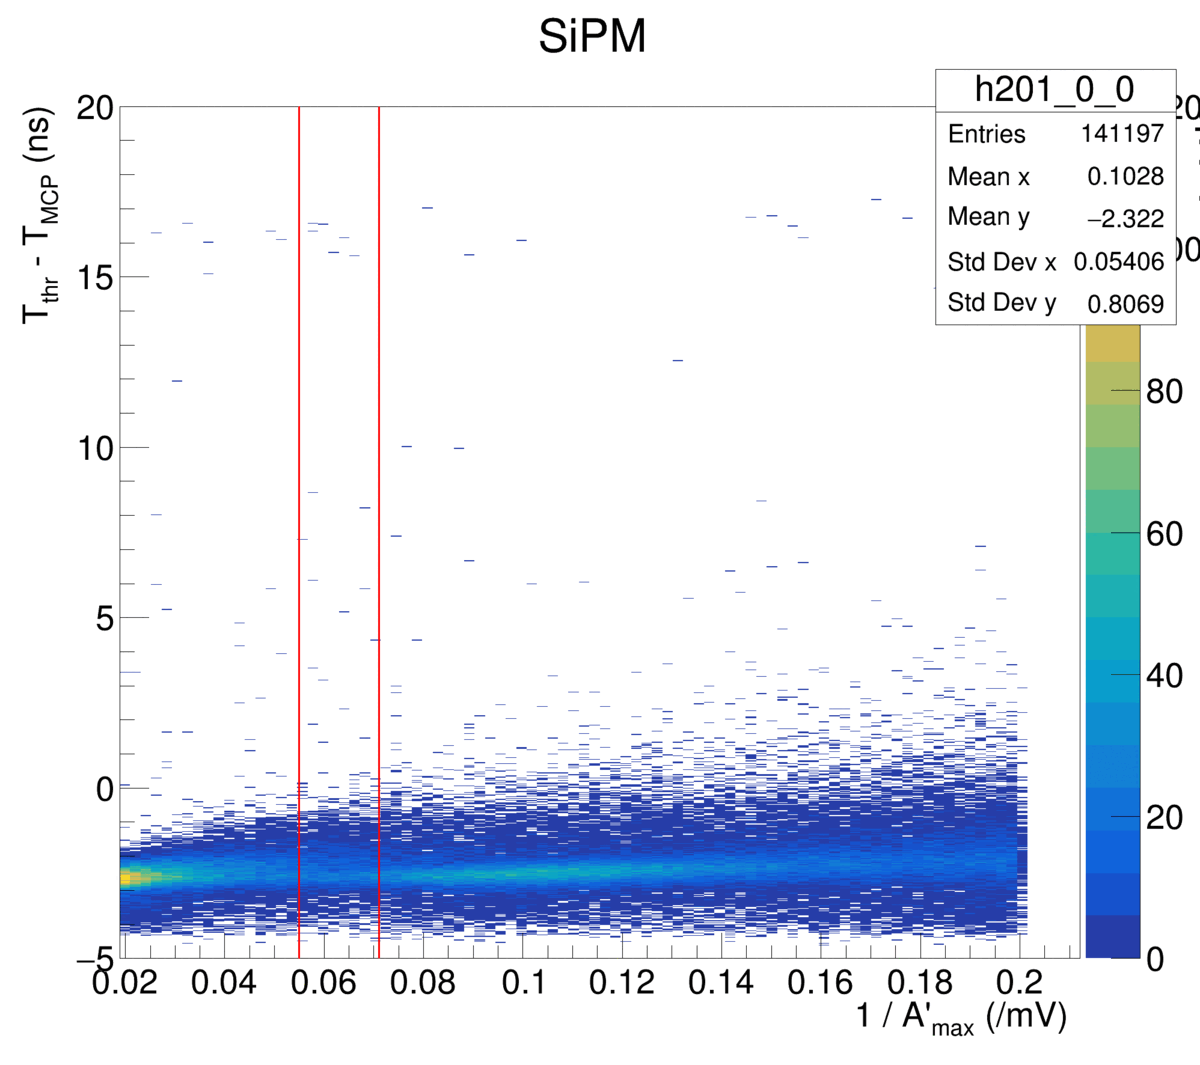 SiPM
h201_0_0
Entries 141197
Mean x 0.1028
Mean y −2.322
Std Dev x 0.05406
Std Dev y 0.8069
T_thr - T_MCP (ns)
20
15
10
5
0
−5
0.02 0.04 0.06 0.08 0.1 0.12 0.14 0.16 0.18 0.2
1 / A'_max (/mV)
80
60
40
20
0